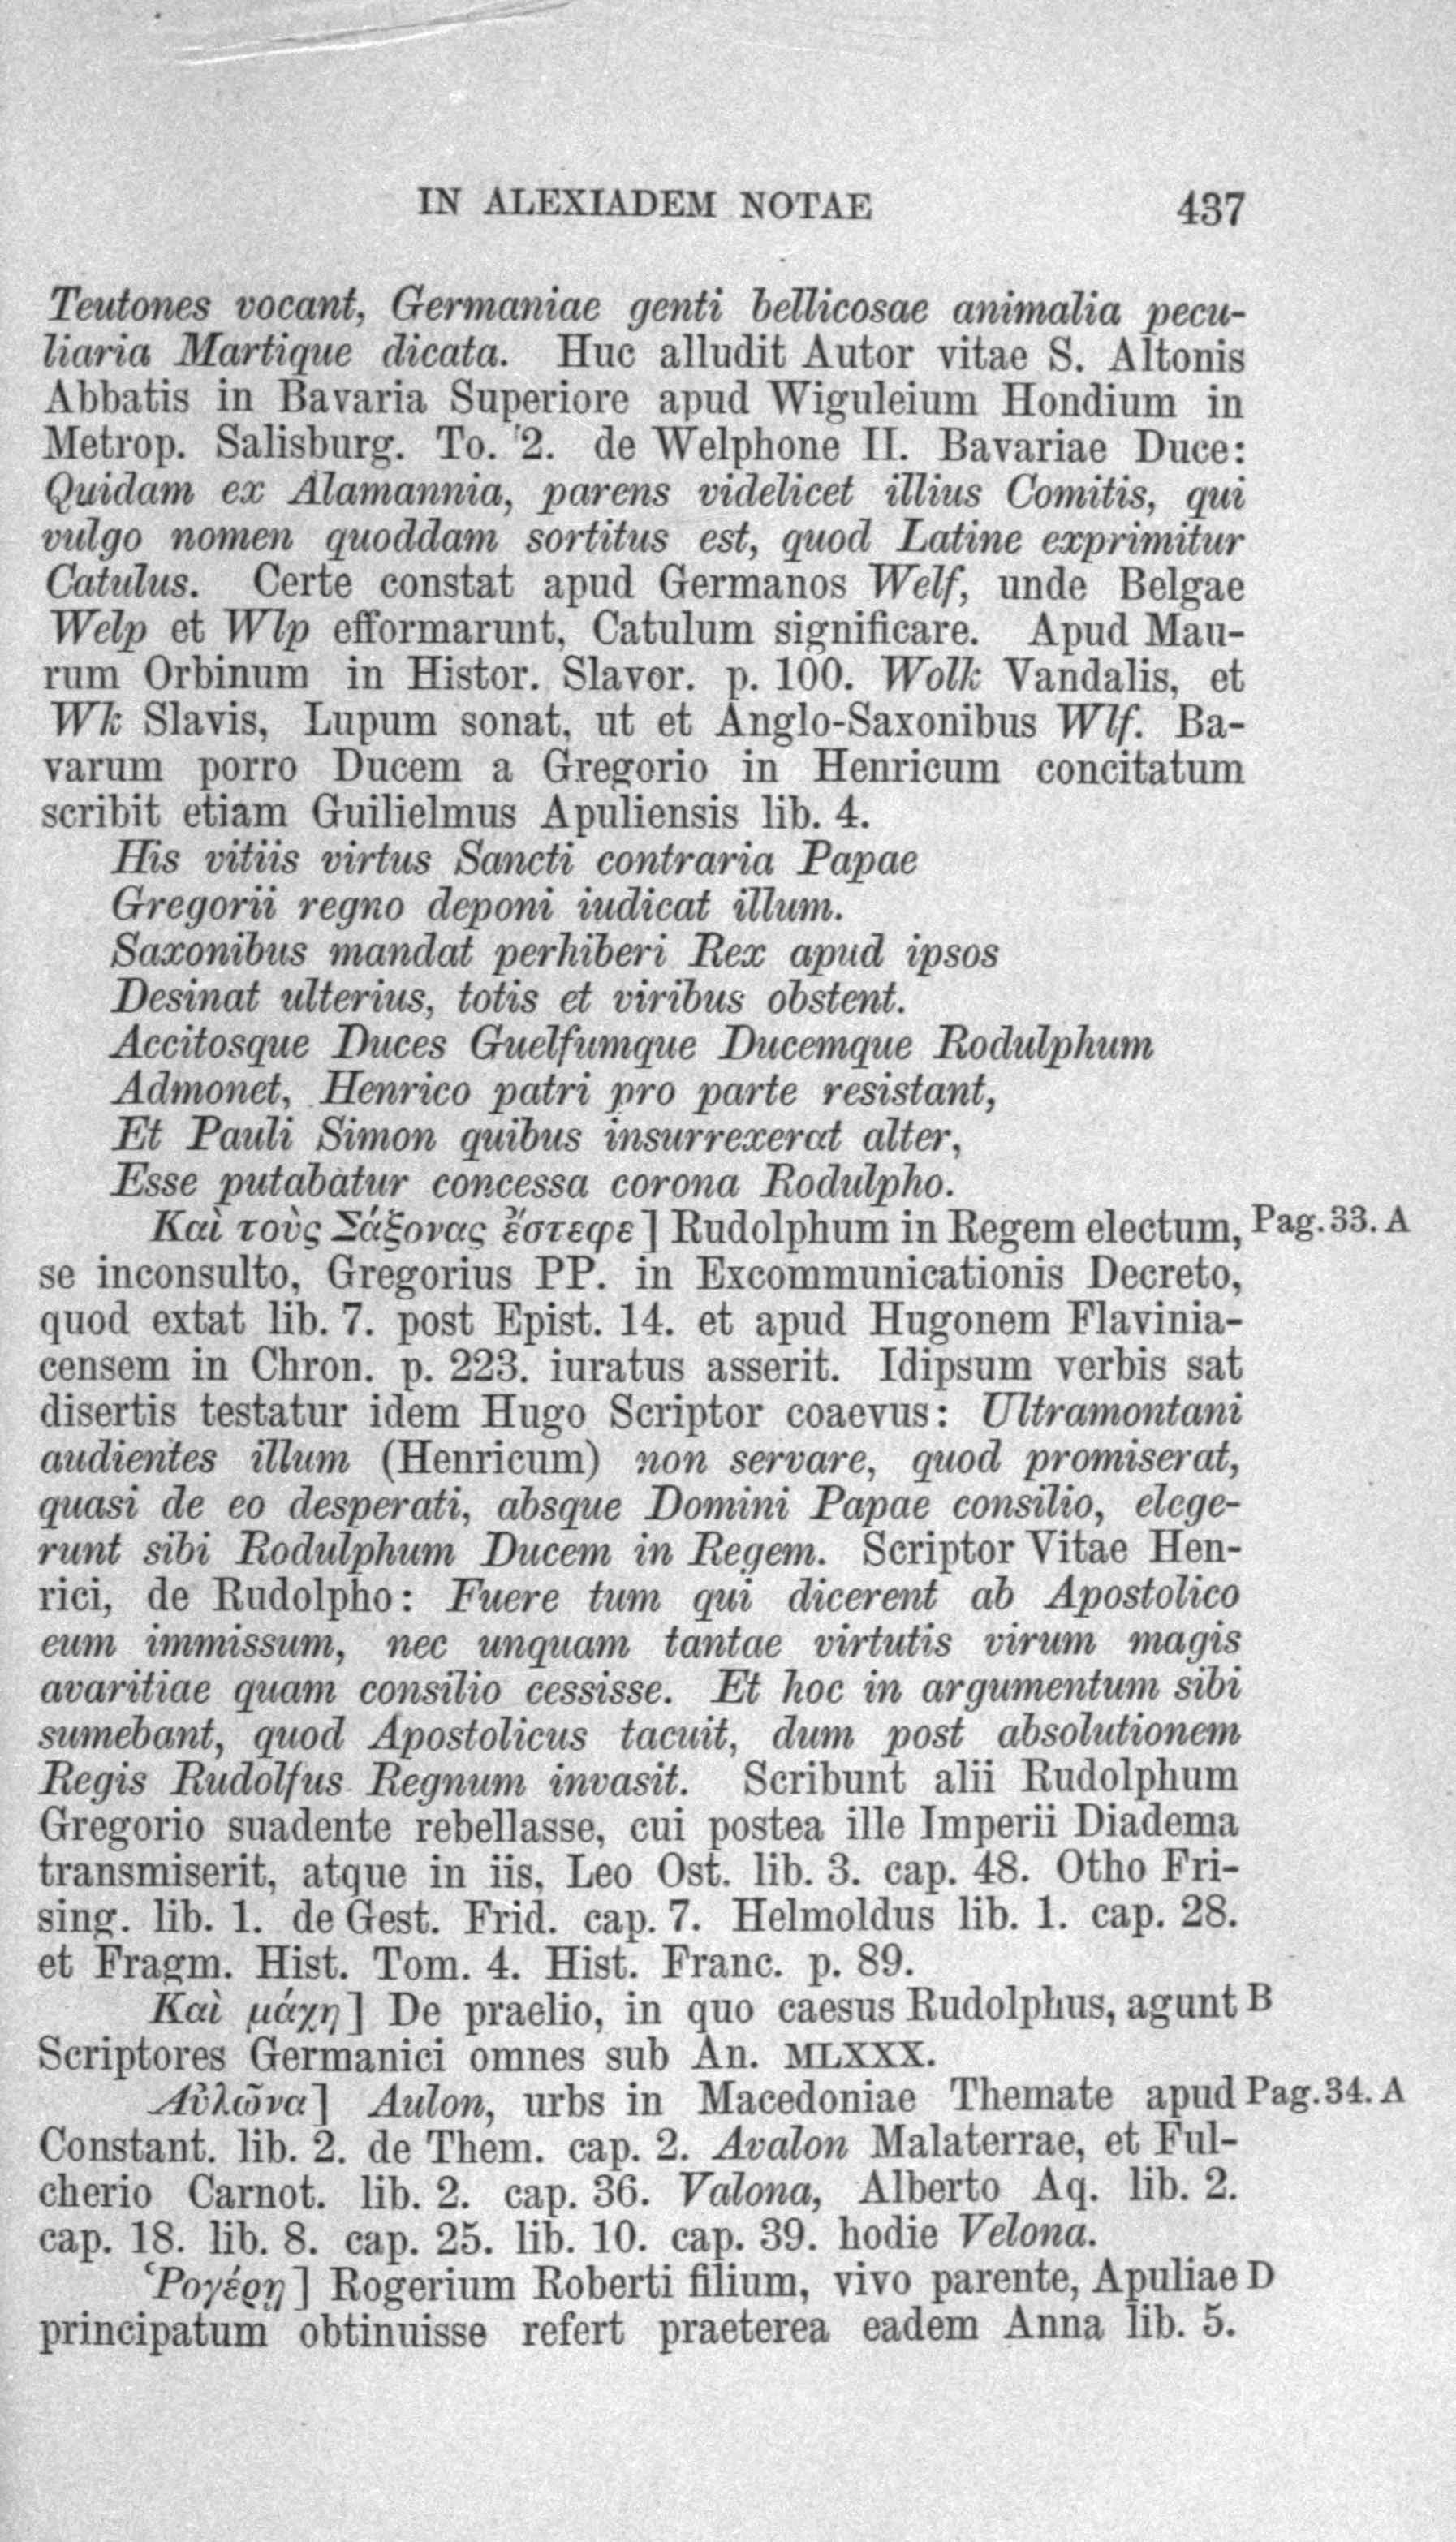 IN ALEXIADEM NOTAE 437
Teutones vocant, Germaniae genti bellicosae animalia pecu-
liaria Martique dicata. Huc alludit Autor vitae S. Altonis
Abbatis in Bavaria Superiore apud Wiguleium Hondium in
Metrop. Salisburg. To. 2. de Welphone II. Bavariae Duce:
Quidam ex Alamannia, parens videlicet illius Comitis, qui
vulgo nomen quoddam sortitus est, quod Latine exprimitur
Catulus. Certe constat apud Germanos Welf, unde Belgae
Welp et Wlp efformarunt, Catulum significare. Apud Mau-
rum Orbinum in Histor. Slavor. p. 100. Wolk Vandalis, et
Wk Slavis, Lupum sonat, ut et Anglo-Saxonibus Wlf. Ba-
varum porro Ducem a Gregorio in Henricum concitatum
scribit etiam Guilielmus Apuliensis lib. 4.
His vitiis virtus Sancti contraria Papae
Gregorii regno deponi iudicat illum.
Saxonibus mandat perhiberi Rex apud ipsos
Desinat ulterius, totis et viribus obstent.
Accitosque Duces Guelfumque Ducemque Rodulphum
Admonet, Henrico patri pro parte resistant,
Et Pauli Simon quibus insurrexerat alter,
Esse putabatur concessa corona Rodulpho.
Καὶ τοὺς Σάξονας ἔστεφε] Rudolphum in Regem electum, Pag. 33. A
se inconsulto, Gregorius PP. in Excommunicationis Decreto,
quod extat lib. 7. post Epist. 14. et apud Hugonem Flavinia-
censem in Chron. p. 223. iuratus asserit. Idipsum verbis sat
disertis testatur idem Hugo Scriptor coaevus: Ultramontani
audientes illum (Henricum) non servare, quod promiserat,
quasi de eo desperati, absque Domini Papae consilio, elege-
runt sibi Rodulphum Ducem in Regem. Scriptor Vitae Hen-
rici, de Rudolpho: Fuere tum qui dicerent ab Apostolico
eum immissum, nec unquam tantae virtutis virum magis
avaritiae quam consilio cessisse. Et hoc in argumentum sibi
sumebant, quod Apostolicus tacuit, dum post absolutionem
Regis Rudolfus Regnum invasit. Scribunt alii Rudolphum
Gregorio suadente rebellasse, cui postea ille Imperii Diadema
transmiserit, atque in iis, Leo Ost. lib. 3. cap. 48. Otho Fri-
sing. lib. 1. de Gest. Frid. cap. 7. Helmoldus lib. 1. cap. 28.
et Fragm. Hist. Tom. 4. Hist. Franc. p. 89.
Καὶ μάχη] De praelio, in quo caesus Rudolphus, agunt B
Scriptores Germanici omnes sub An. MLXXX.
Αὐλῶνα] Aulon, urbs in Macedoniae Themate apud Pag. 34. A
Constant. lib. 2. de Them. cap. 2. Avalon Malaterrae, et Ful-
cherio Carnot. lib. 2. cap. 36. Valona, Alberto Aq. lib. 2.
cap. 18. lib. 8. cap. 25. lib. 10. cap. 39. hodie Velona.
Ῥογέρῃ] Rogerium Roberti filium, vivo parente, Apuliae D
principatum obtinuisse refert praeterea eadem Anna lib. 5.